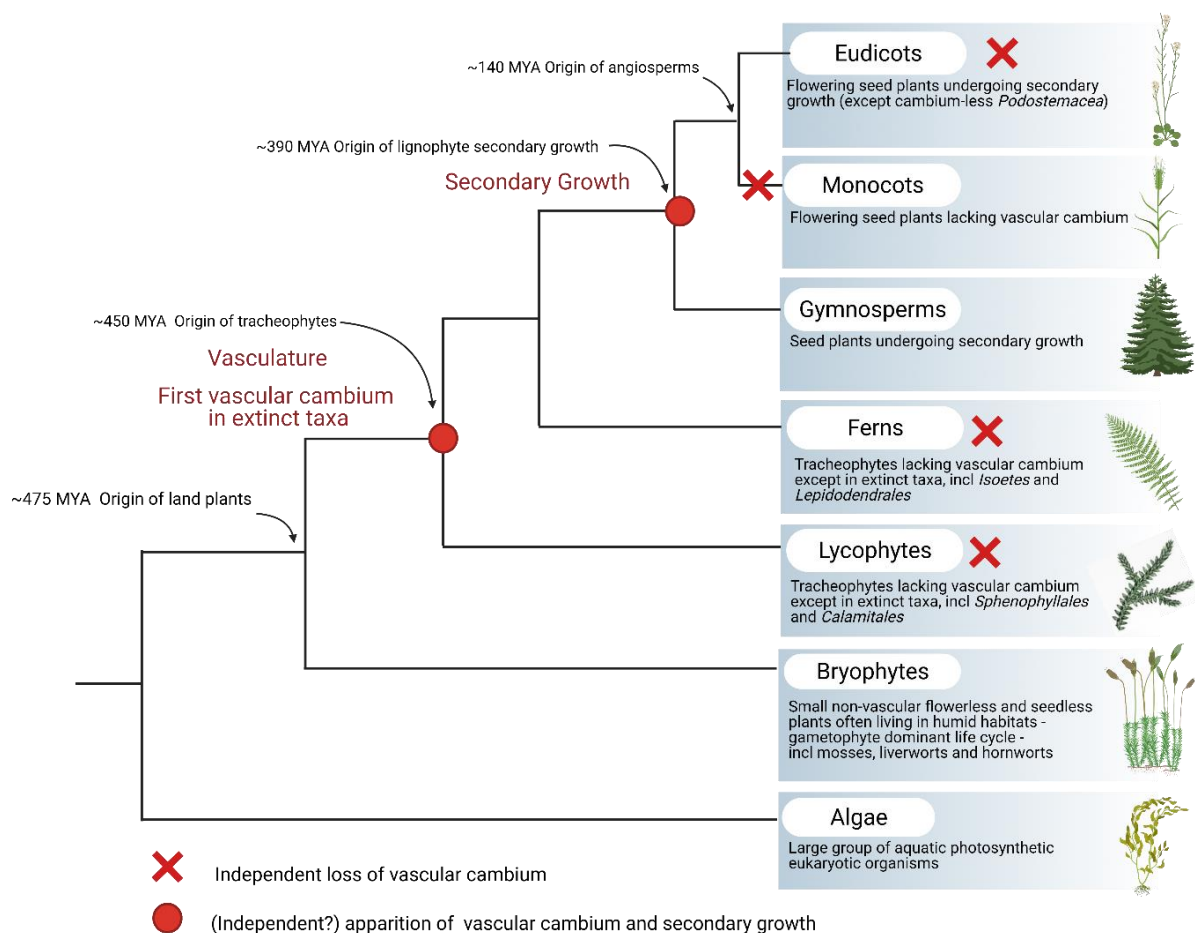 ~140 MYA Origin of angiosperms
Eudicots
Flowering seed plants undergoing secondary
growth (except cambium-less Podostemacea)
~390 MYA Origin of lignophyte secondary growth
Secondary Growth
Monocots
Flowering seed plants lacking vascular cambium
Gymnosperms
Seed plants undergoing secondary growth
~450 MYA Origin of tracheophytes
Vasculature
First vascular cambium
in extinct taxa
Ferns
Tracheophytes lacking vascular cambium
except in extinct taxa, incl Isoetes and
Lepidodendrales
~475 MYA Origin of land plants
Lycophytes
Tracheophytes lacking vascular cambium
except in extinct taxa, incl Sphenophyllales
and Calamitales
Bryophytes
Small non-vascular flowerless and seedless
plants often living in humid habitats -
gametophyte dominant life cycle -
incl mosses, liverworts and hornworts
Algae
Large group of aquatic photosynthetic
eukaryotic organisms
Independent loss of vascular cambium
(Independent?) apparition of vascular cambium and secondary growth